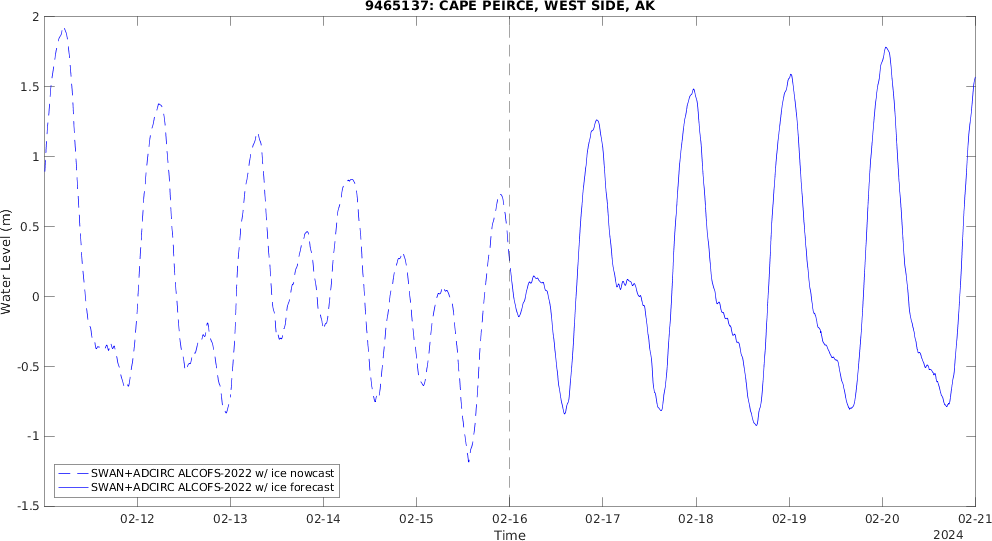 9465137: CAPE PEIRCE, WEST SIDE, AK
2
1.5
1
0.5
0
-0.5
-1
-1.5
Water Level (m)
SWAN+ADCIRC ALCOFS-2022 w/ ice nowcast
SWAN+ADCIRC ALCOFS-2022 w/ ice forecast
02-12 02-13 02-14 02-15 02-16 02-17 02-18 02-19 02-20 02-21
Time
2024